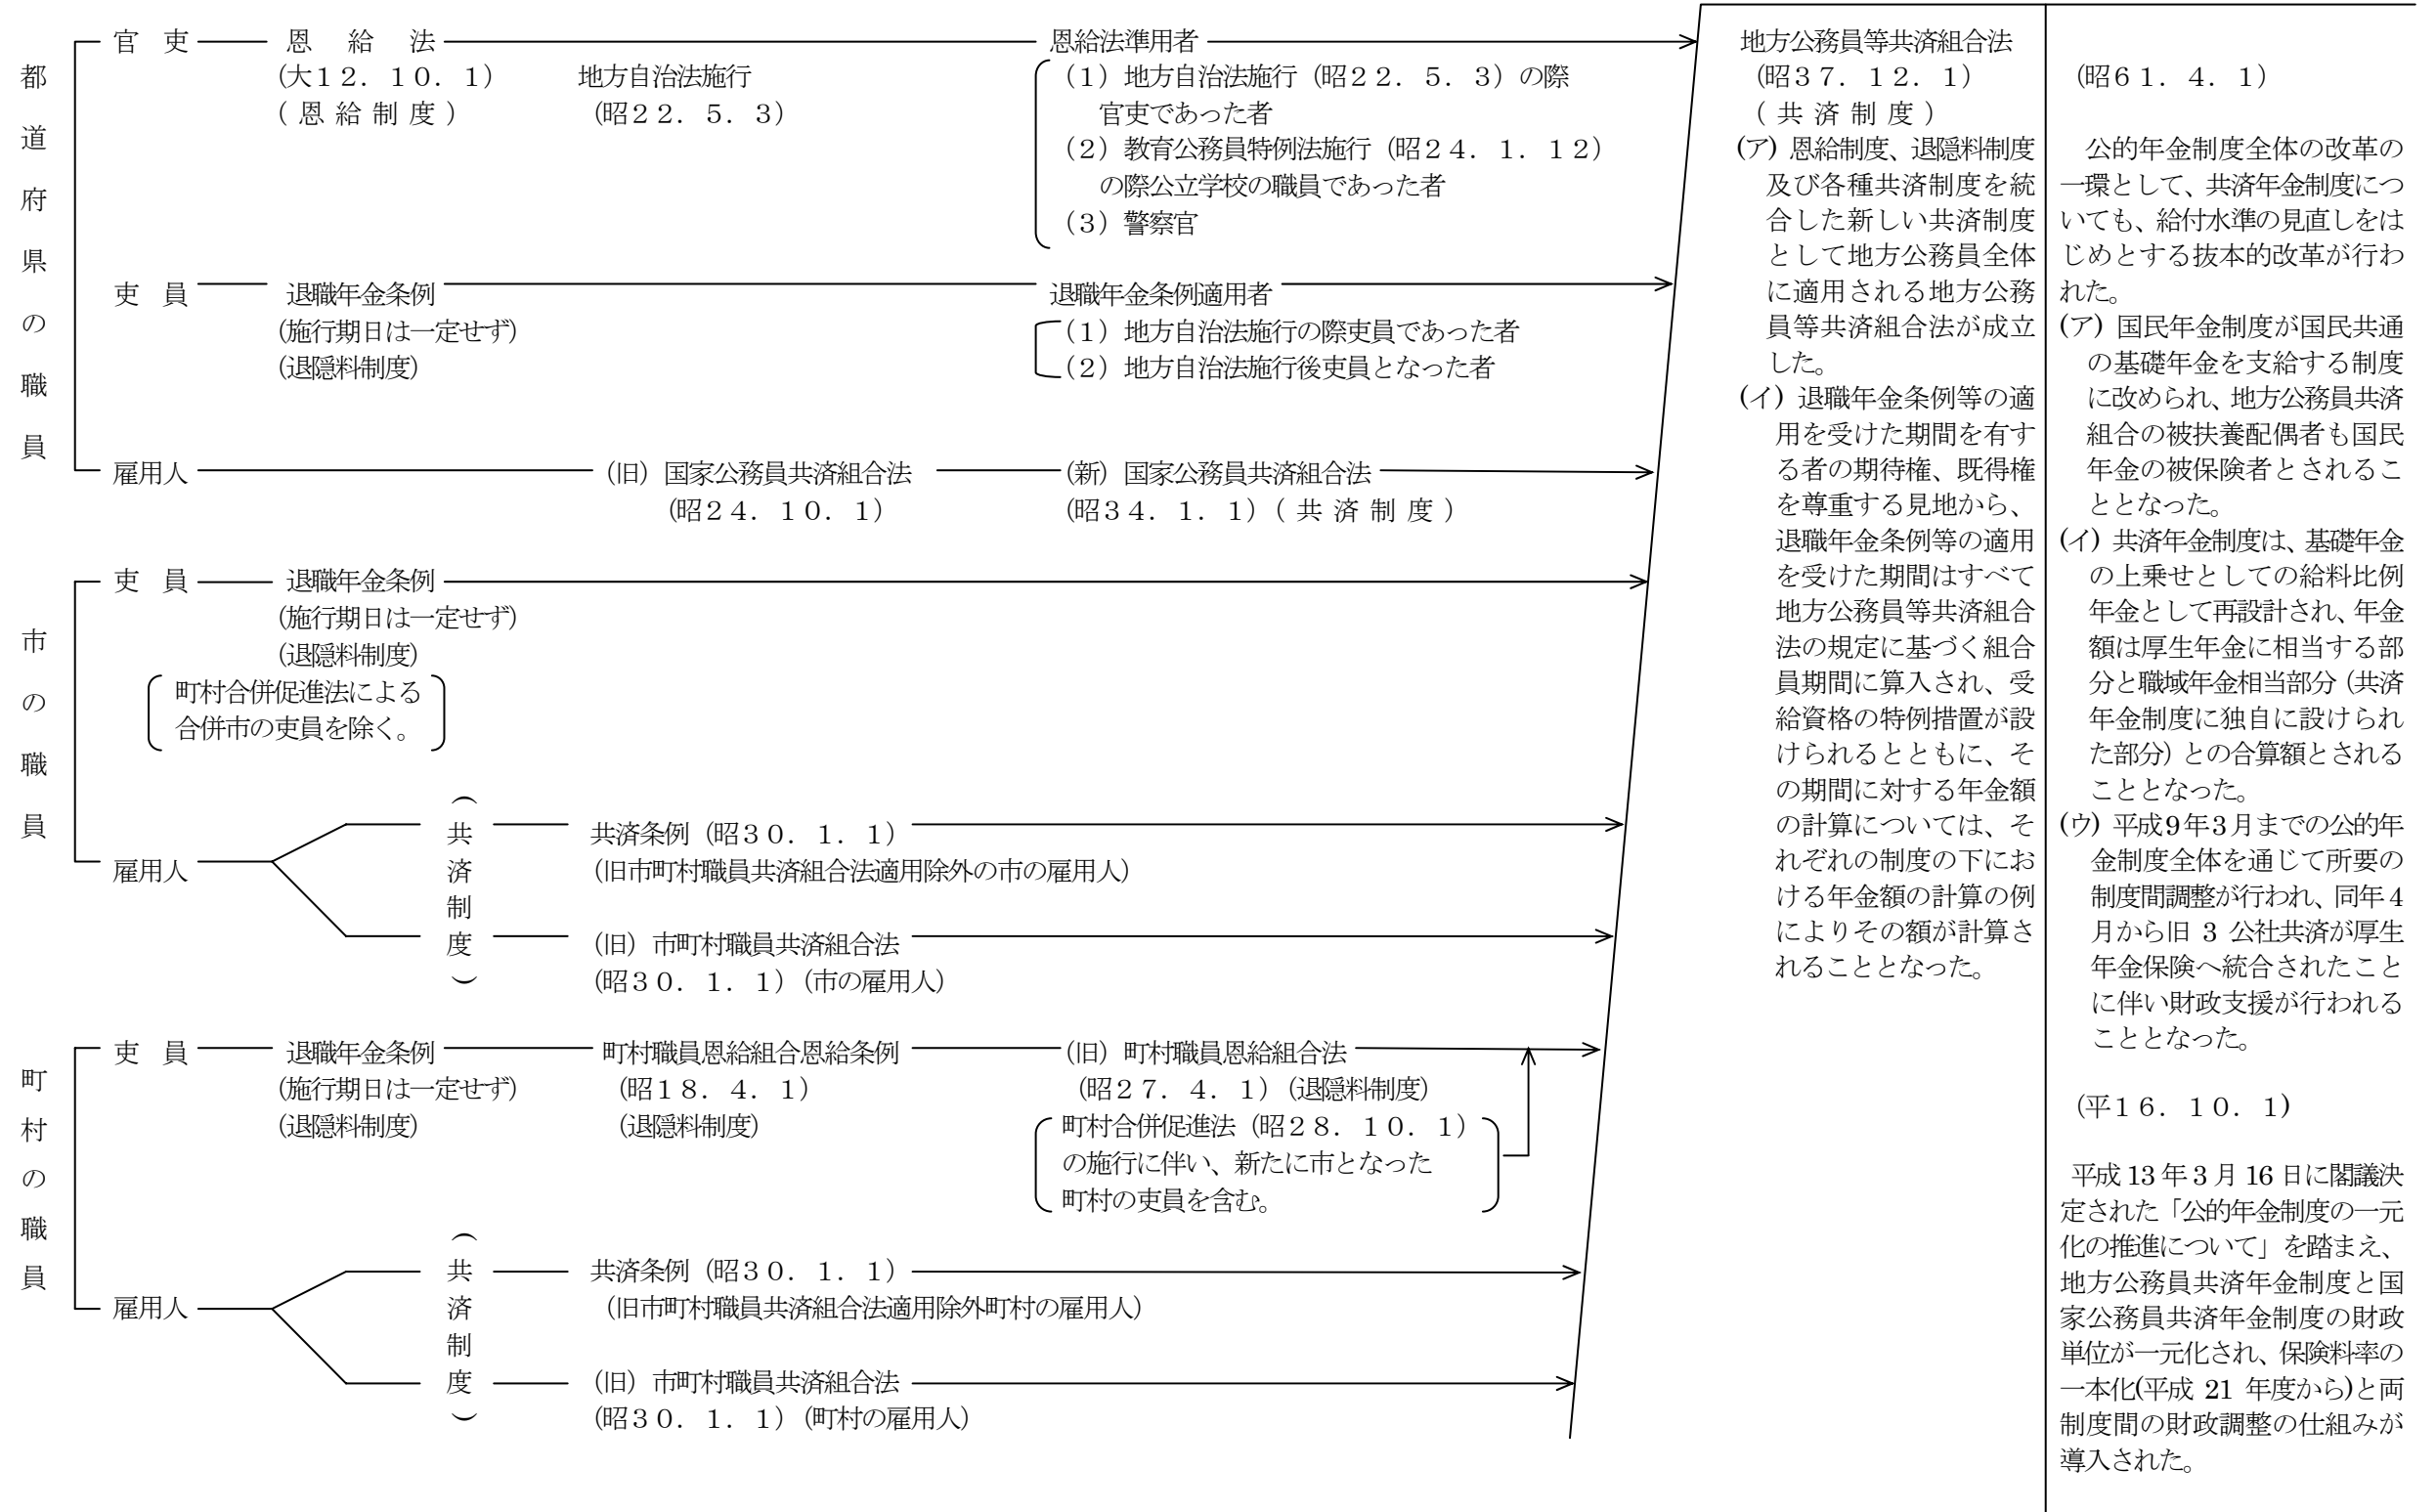 都道府県の職員
官　吏
恩　給　法
(大１２．１０．１)
(恩給制度)
地方自治法施行
(昭２２．５．３)
恩給法準用者
(１) 地方自治法施行 (昭２２．５．３) の際
官吏であった者
(２) 教育公務員特例法施行 (昭２４．１．１２)
の際公立学校の職員であった者
(３) 警察官
吏　員
退職年金条例
(施行期日は一定せず)
(退隠料制度)
退職年金条例適用者
(１) 地方自治法施行の際吏員であった者
(２) 地方自治法施行後吏員となった者
雇用人
(旧) 国家公務員共済組合法
(昭２４．１０．１)
(新) 国家公務員共済組合法
(昭３４．１．１) (共済制度)
市の職員
吏　員
退職年金条例
(施行期日は一定せず)
(退隠料制度)
町村合併促進法による
合併市の吏員を除く。
雇用人
(共済制度)
共済条例 (昭３０．１．１)
(旧市町村職員共済組合法適用除外の市の雇用人)
(旧) 市町村職員共済組合法
(昭３０．１．１) (市の雇用人)
町村の職員
吏　員
退職年金条例
(施行期日は一定せず)
(退隠料制度)
町村職員恩給組合恩給条例
(昭１８．４．１)
(退隠料制度)
(旧) 町村職員恩給組合法
(昭２７．４．１) (退隠料制度)
町村合併促進法 (昭２８．１０．１)
の施行に伴い、新たに市となった
町村の吏員を含む。
雇用人
(共済制度)
共済条例 (昭３０．１．１)
(旧市町村職員共済組合法適用除外町村の雇用人)
(旧) 市町村職員共済組合法
(昭３０．１．１) (町村の雇用人)
地方公務員等共済組合法
(昭３７．１２．１)
(共済制度)
(ア) 恩給制度、退隠料制度
及び各種共済制度を統
合した新しい共済制度
として地方公務員全体
に適用される地方公務
員等共済組合法が成立
した。
(イ) 退職年金条例等の適
用を受けた期間を有す
る者の期待権、既得権
を尊重する見地から、
退職年金条例等の適用
を受けた期間はすべて
地方公務員等共済組合
法の規定に基づく組合
員期間に算入され、受
給資格の特例措置が設
けられるとともに、そ
の期間に対する年金額
の計算については、そ
れぞれの制度の下にお
ける年金額の計算の例
によりその額が計算さ
れることとなった。
(昭６１．４．１)
公的年金制度全体の改革の
一環として、共済年金制度につ
いても、給付水準の見直しをは
じめとする抜本的改革が行わ
れた。
(ア) 国民年金制度が国民共通
の基礎年金を支給する制度
に改められ、地方公務員共済
組合の被扶養配偶者も国民
年金の被保険者とされるこ
ととなった。
(イ) 共済年金制度は、基礎年金
の上乗せとしての給料比例
年金として再設計され、年金
額は厚生年金に相当する部
分と職域年金相当部分 (共済
年金制度に独自に設けられ
た部分) との合算額とされる
こととなった。
(ウ) 平成9年3月までの公的年
金制度全体を通じて所要の
制度間調整が行われ、同年4
月から旧 3 公社共済が厚生
年金保険へ統合されたこと
に伴い財政支援が行われる
こととなった。
(平１６．１０．１)
平成 13 年 3 月 16 日に閣議決
定された「公的年金制度の一元
化の推進について」を踏まえ、
地方公務員共済年金制度と国
家公務員共済年金制度の財政
単位が一元化され、保険料率の
一本化(平成 21 年度から)と両
制度間の財政調整の仕組みが
導入された。